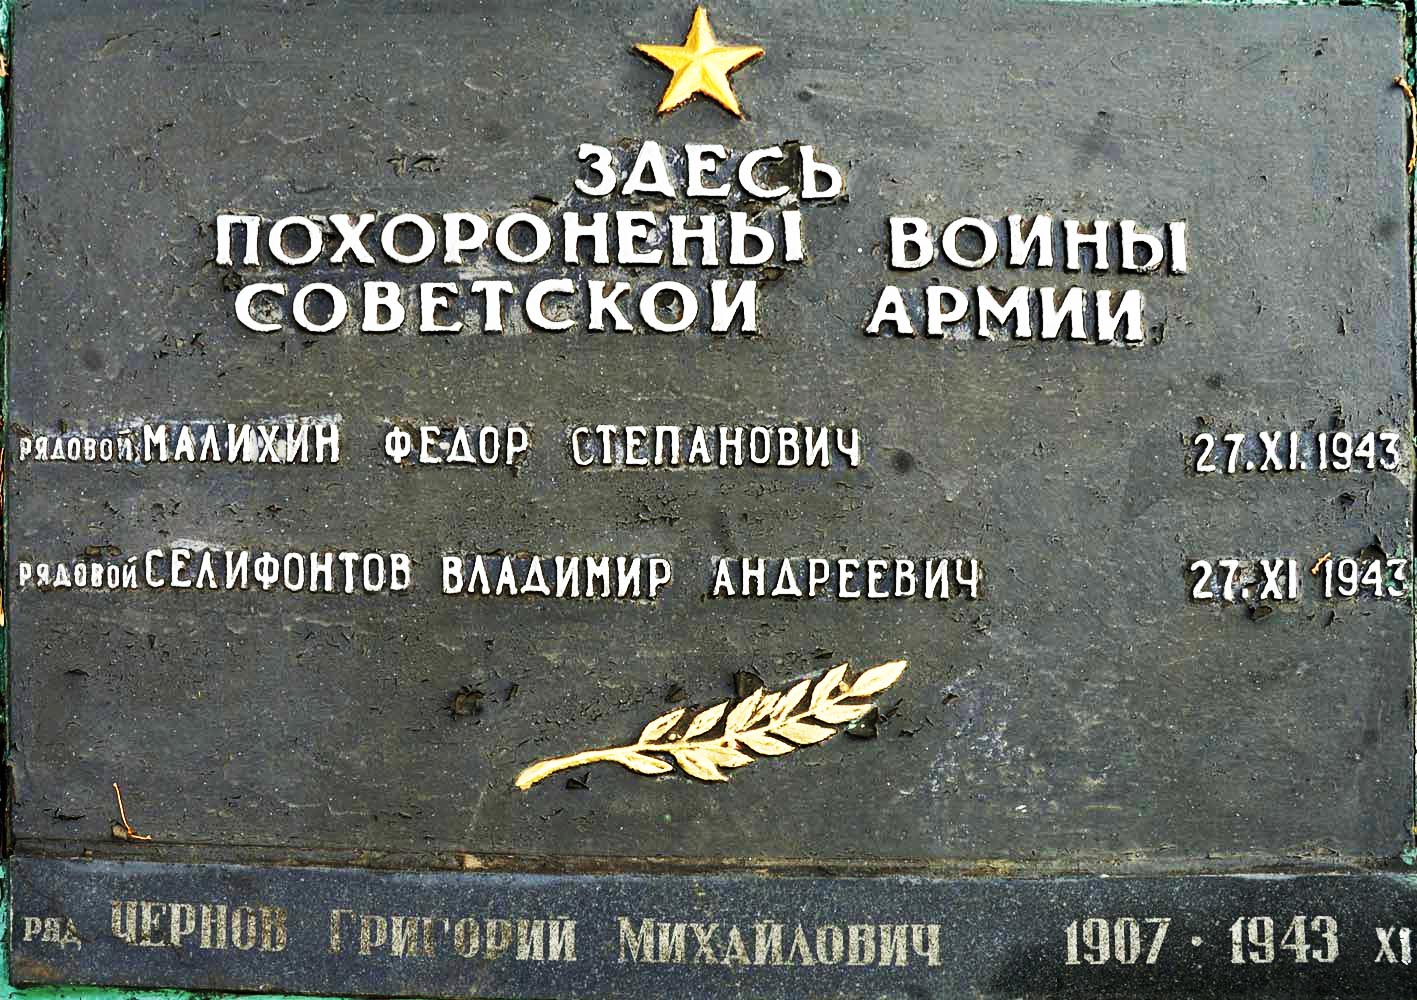 ЗДЕСЬ
ПОХОРОНЕНЫ ВОИНЫ
СОВЕТСКОЙ АРМИИ
РЯДОВОЙ МАЛИХИН ФЕДОР СТЕПАНОВИЧ 27.XI.1943
РЯДОВОЙ СЕЛИФОНТОВ ВЛАДИМИР АНДРЕЕВИЧ 27.XI 1943
РЯД ЧЕРНОВ ГРИГОРИЙ МИХАЙЛОВИЧ 1907 · 1943 XI